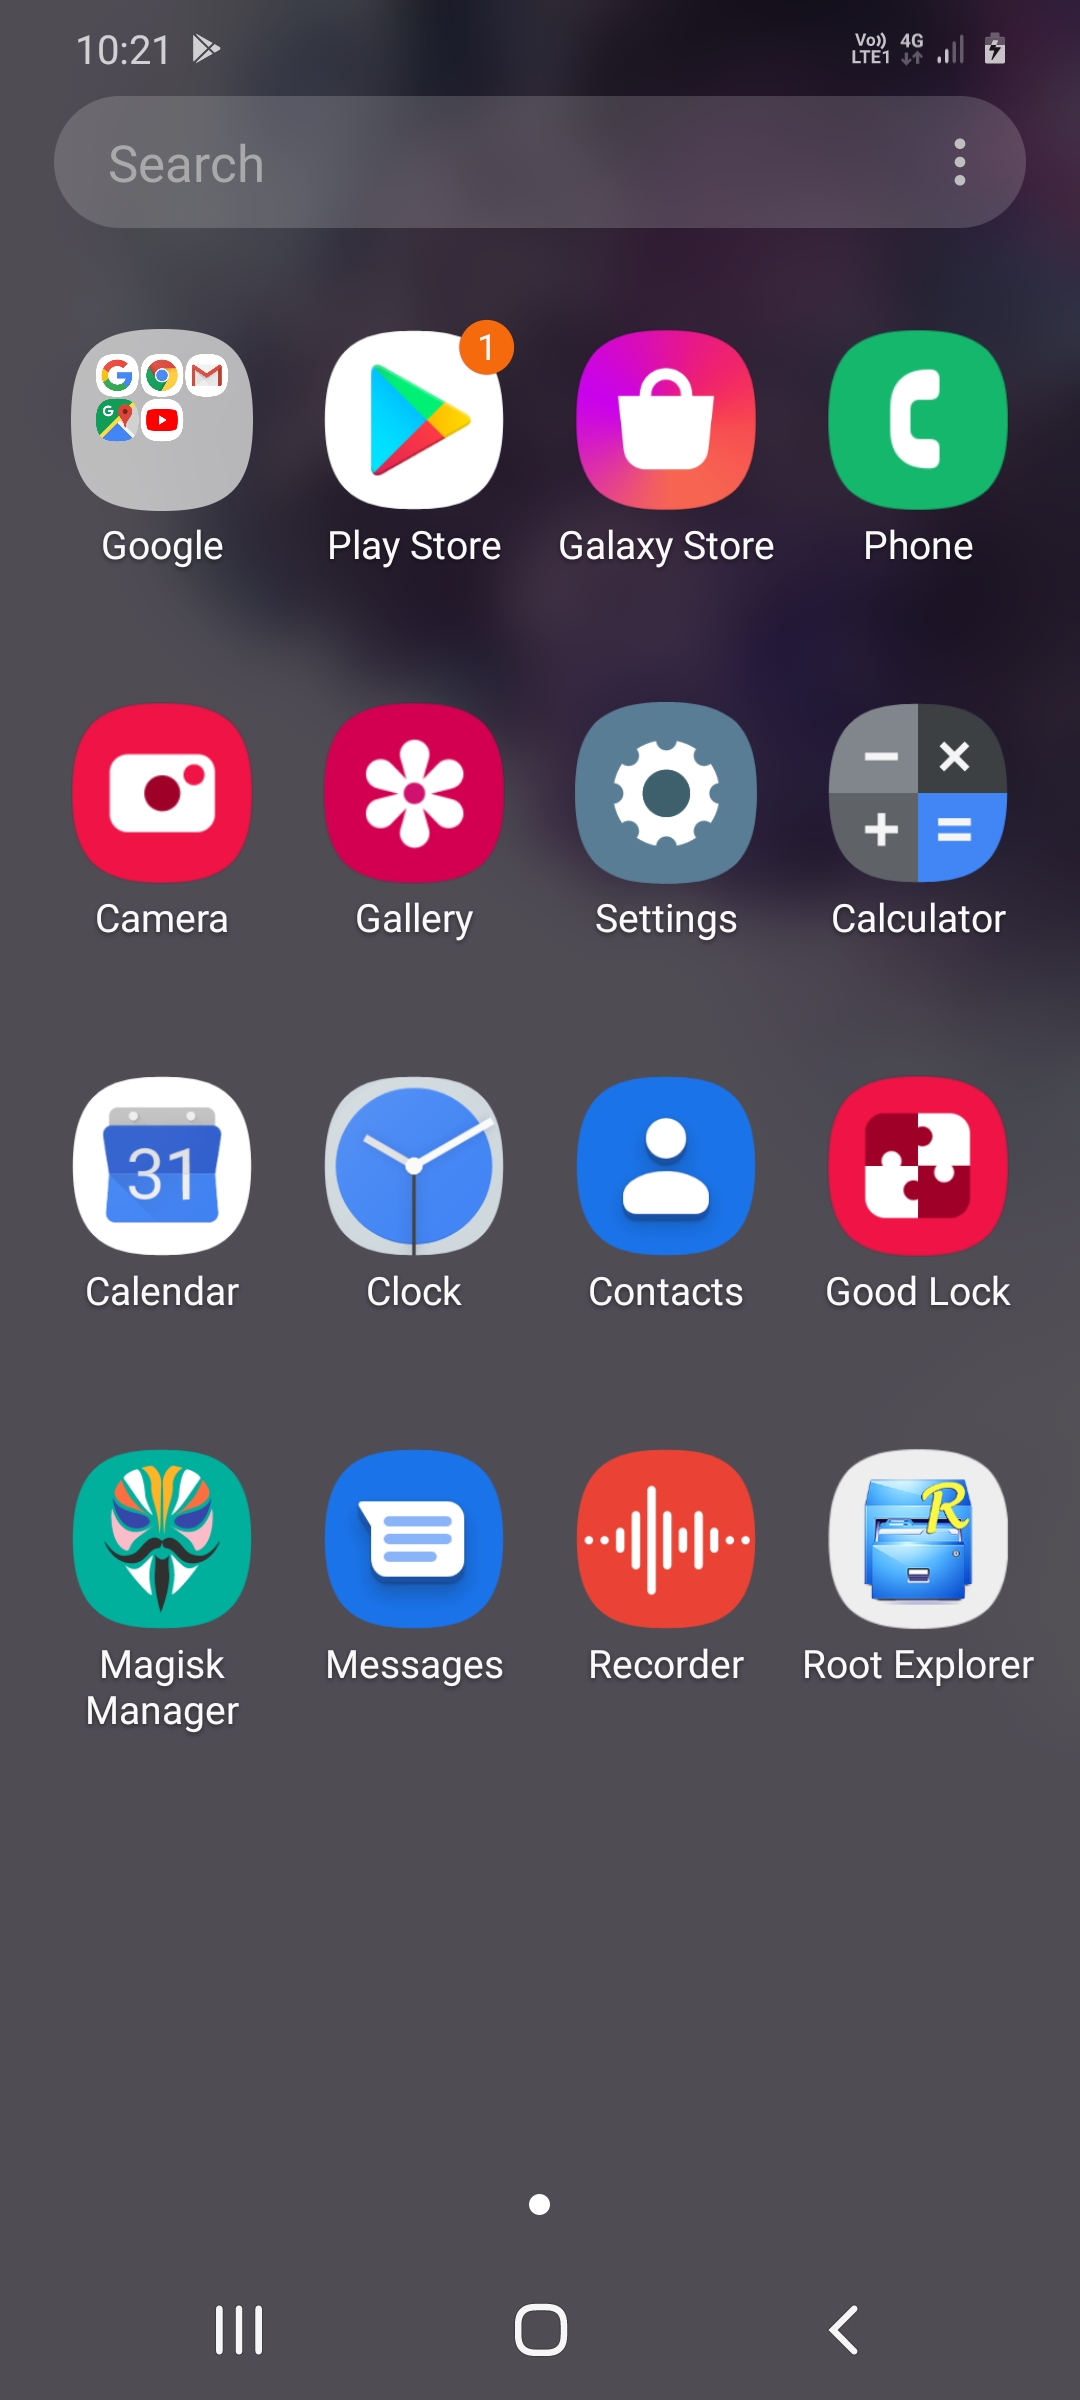 10:21
Vo)) 4G
LTE1
Search
1
Google Play Store Galaxy Store Phone
Camera Gallery Settings Calculator
31
Calendar Clock Contacts Good Lock
R
Magisk Manager Messages Recorder Root Explorer